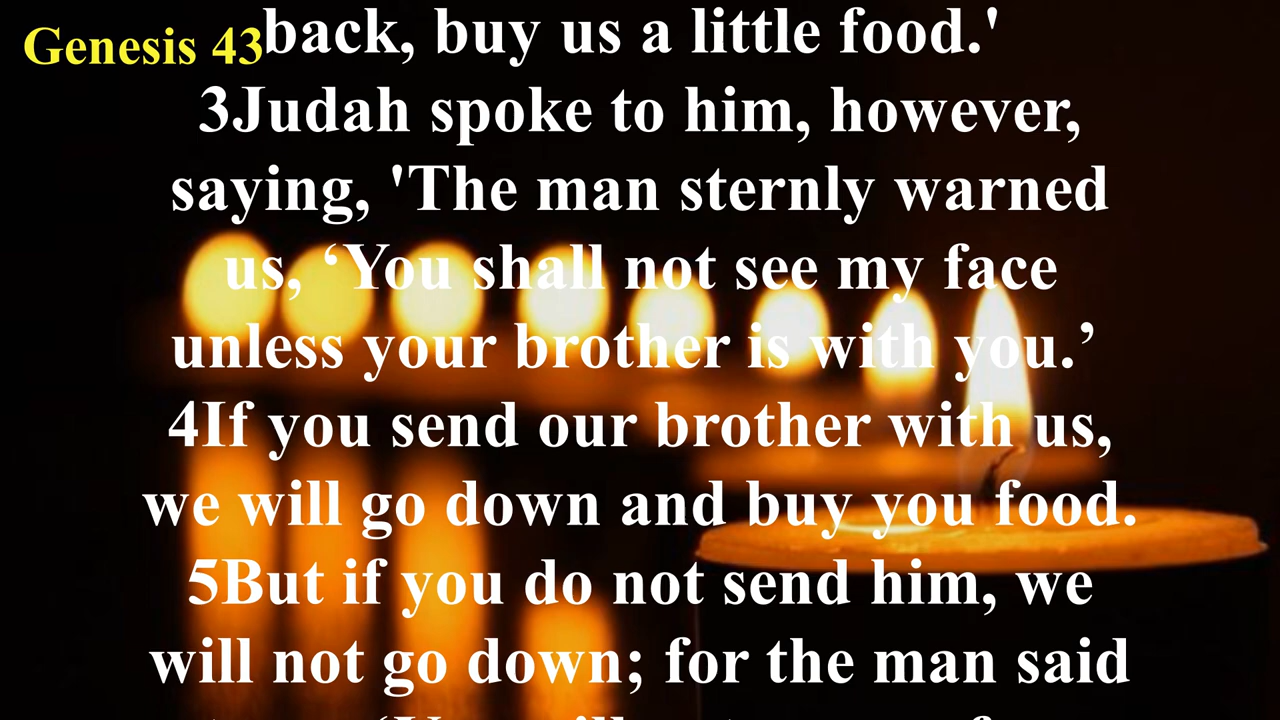 Genesis 43
back, buy us a little food.'
3Judah spoke to him, however,
saying, 'The man sternly warned
us, ‘You shall not see my face
unless your brother is with you.’
4If you send our brother with us,
we will go down and buy you food.
5But if you do not send him, we
will not go down; for the man said